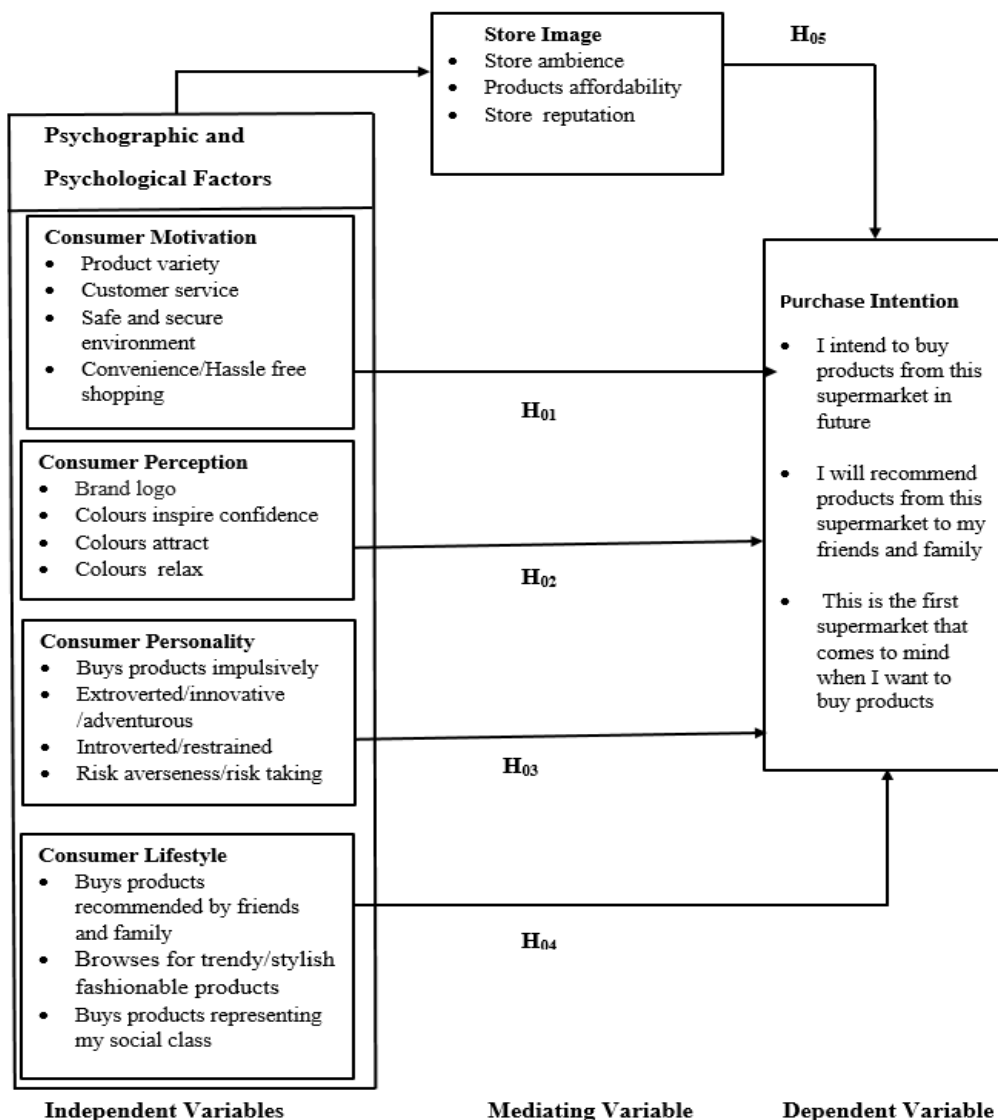 Store Image
• Store ambience
• Products affordability
• Store reputation
H05
Psychographic and
Psychological Factors
Consumer Motivation
• Product variety
• Customer service
• Safe and secure
environment
• Convenience/Hassle free
shopping
H01
Consumer Perception
• Brand logo
• Colours inspire confidence
• Colours attract
• Colours relax
H02
Consumer Personality
• Buys products impulsively
• Extroverted/innovative
/adventurous
• Introverted/restrained
• Risk averseness/risk taking
H03
Consumer Lifestyle
• Buys products
recommended by friends
and family
• Browses for trendy/stylish
fashionable products
• Buys products representing
my social class
H04
Purchase Intention
• I intend to buy
products from this
supermarket in
future
• I will recommend
products from this
supermarket to my
friends and family
• This is the first
supermarket that
comes to mind
when I want to
buy products
Independent Variables
Mediating Variable
Dependent Variable